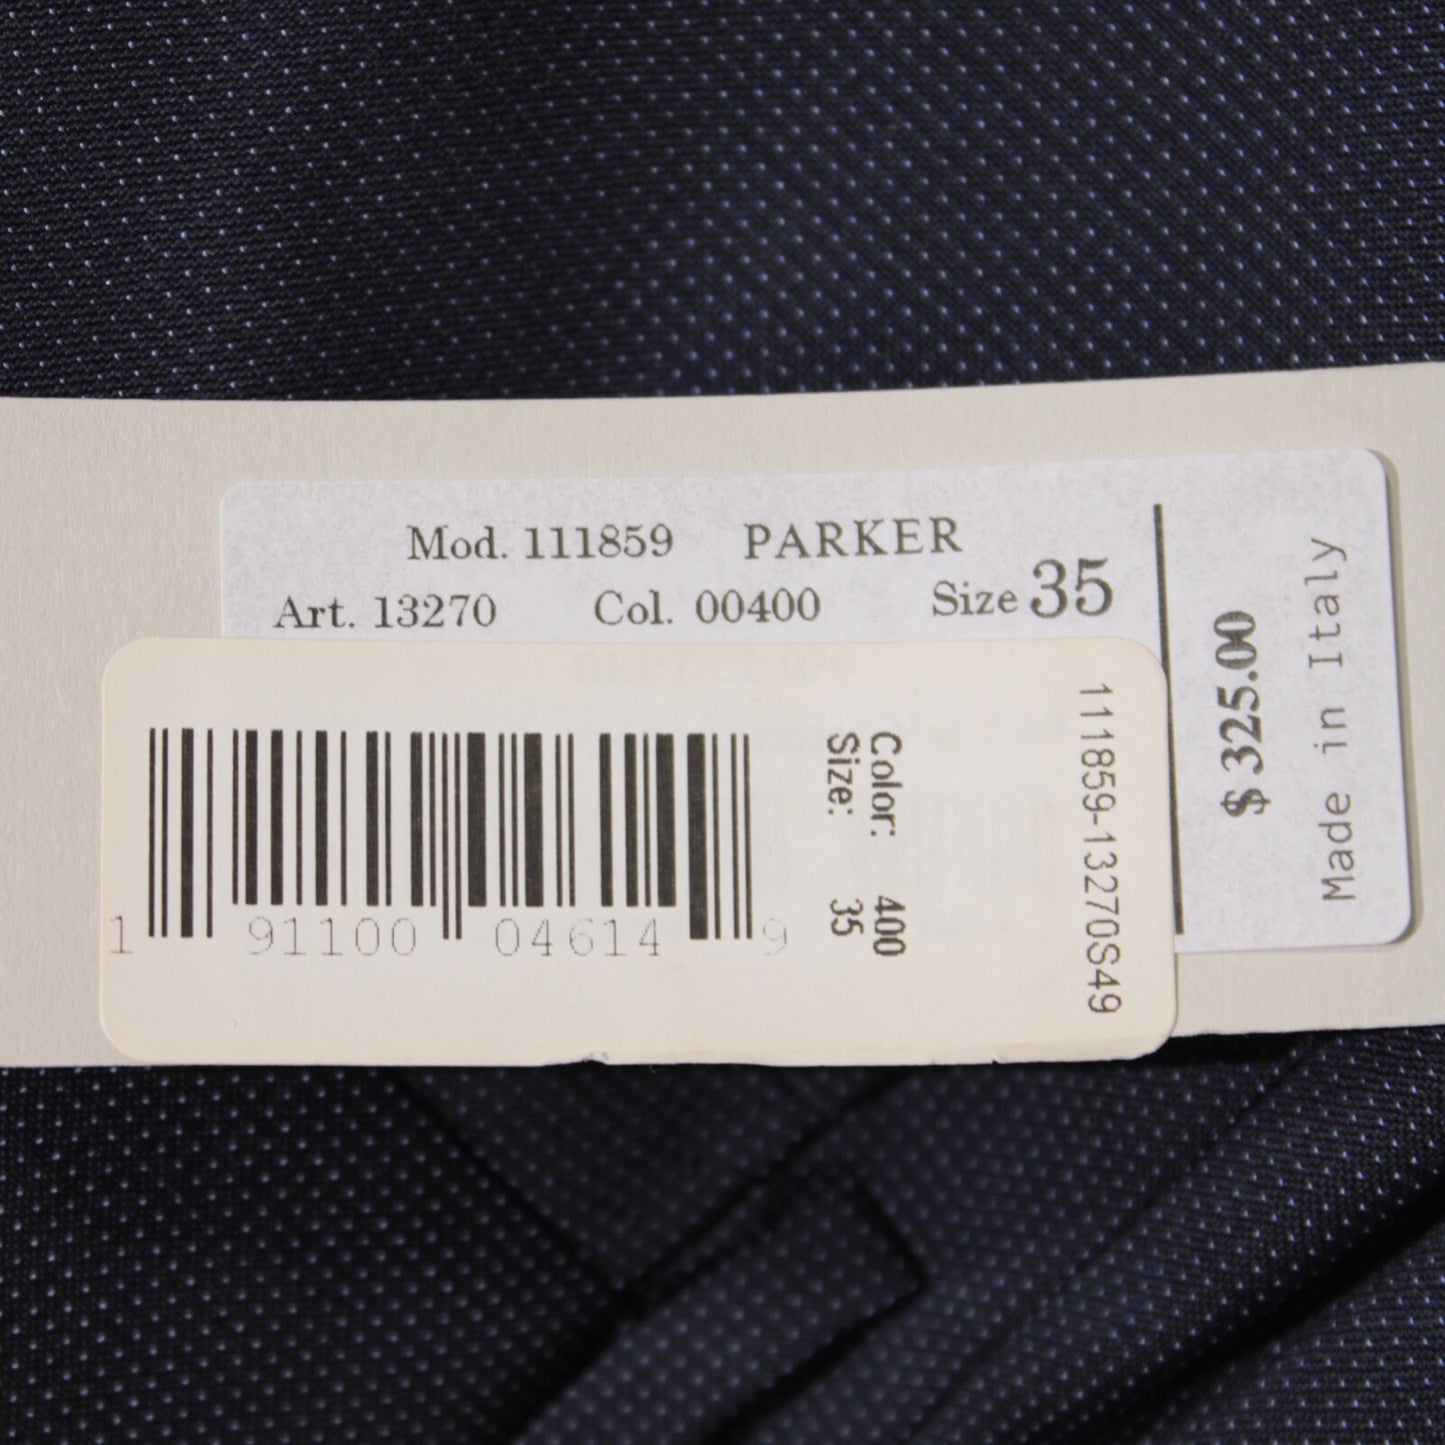 Mod. 111859 PARKER
Art. 13270 Col. 00400 Size 35
$ 325.00
Made in Italy
111859-13270S49
Color: 400
Size: 35
1 91100 04614 9